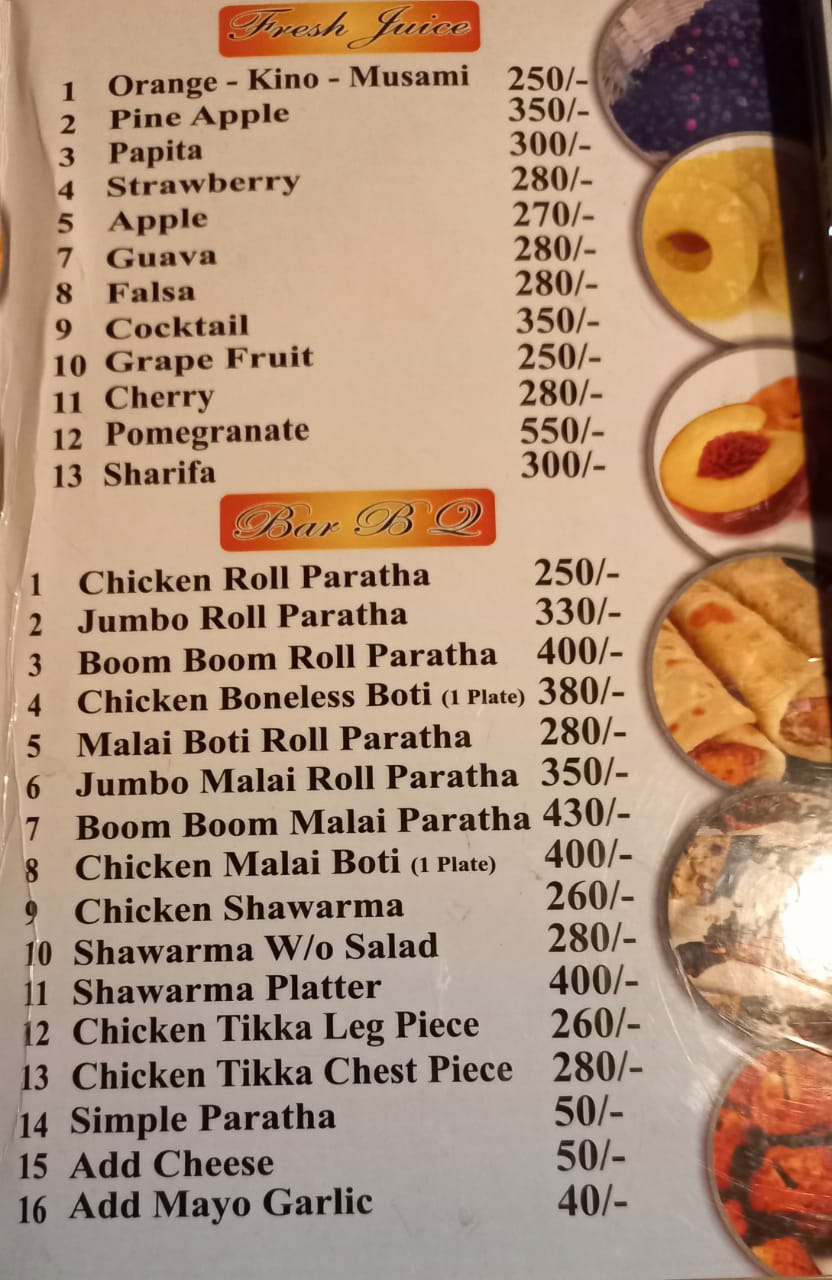 Fresh Juice
1 Orange - Kino - Musami 250/-
2 Pine Apple 350/-
3 Papita 300/-
4 Strawberry 280/-
5 Apple 270/-
7 Guava 280/-
8 Falsa 280/-
9 Cocktail 350/-
10 Grape Fruit 250/-
11 Cherry 280/-
12 Pomegranate 550/-
13 Sharifa 300/-
Bar B Q
1 Chicken Roll Paratha 250/-
2 Jumbo Roll Paratha 330/-
3 Boom Boom Roll Paratha 400/-
4 Chicken Boneless Boti (1 Plate) 380/-
5 Malai Boti Roll Paratha 280/-
6 Jumbo Malai Roll Paratha 350/-
7 Boom Boom Malai Paratha 430/-
8 Chicken Malai Boti (1 Plate) 400/-
9 Chicken Shawarma 260/-
10 Shawarma W/o Salad 280/-
11 Shawarma Platter 400/-
12 Chicken Tikka Leg Piece 260/-
13 Chicken Tikka Chest Piece 280/-
14 Simple Paratha 50/-
15 Add Cheese 50/-
16 Add Mayo Garlic 40/-